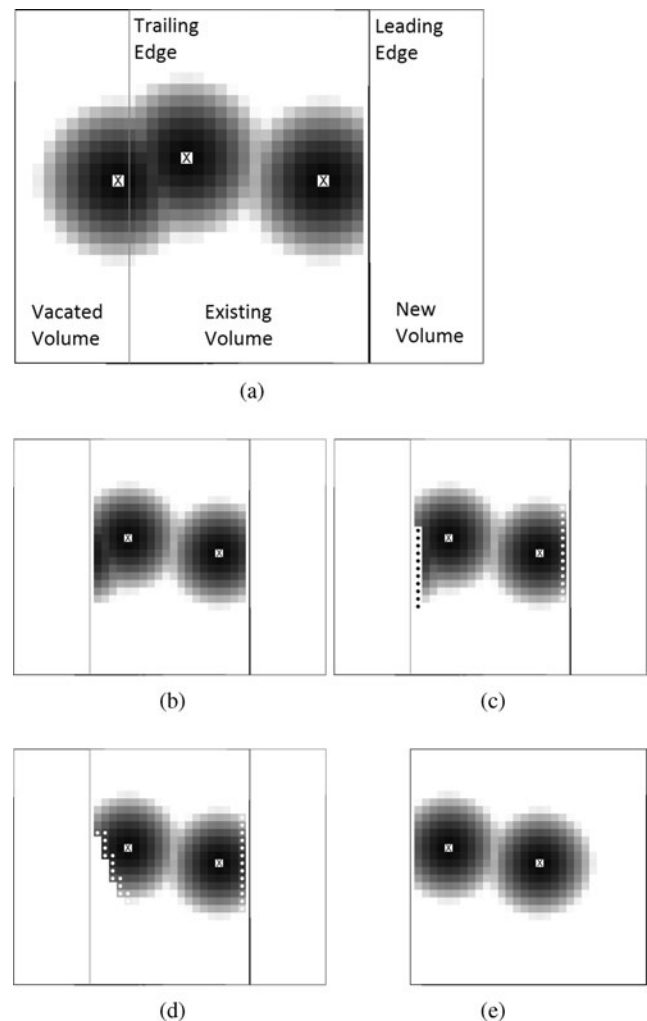 Trailing
Edge
Leading
Edge
X
X
X
Vacated
Volume
Existing
Volume
New
Volume
(a)
X
X
X
X
(b)
(c)
X
X
X
X
(d)
(e)